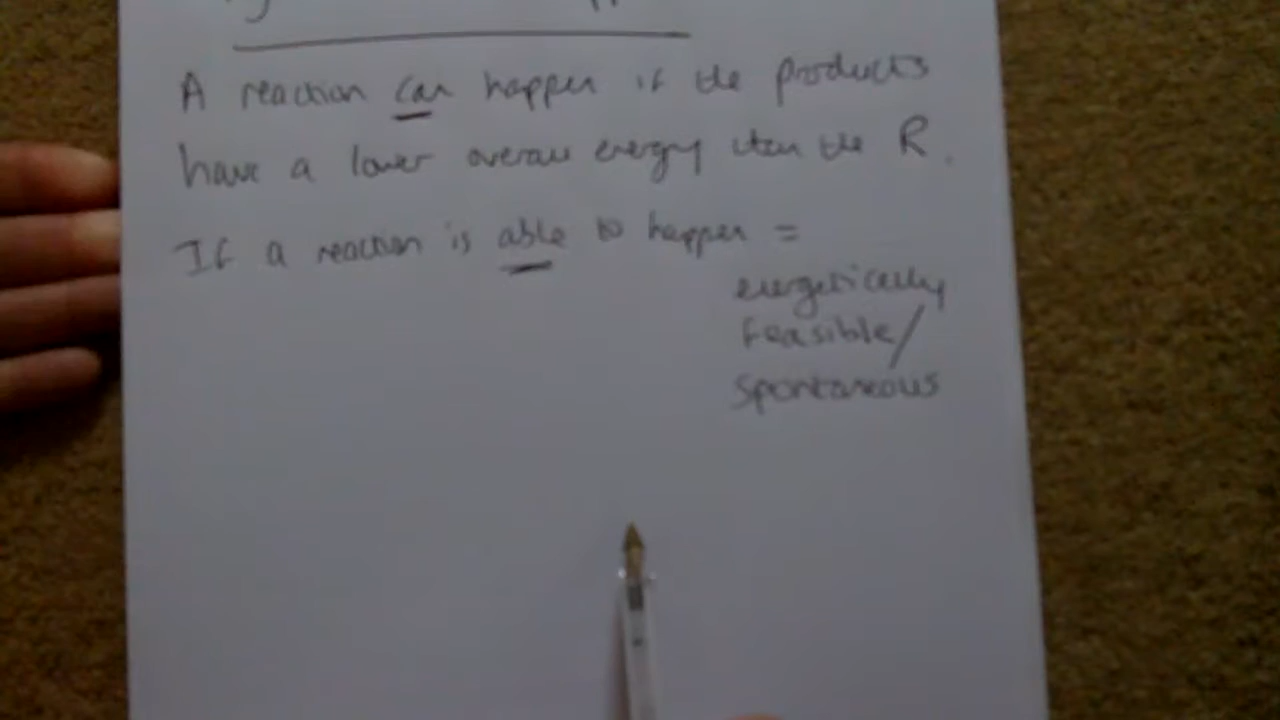 A reaction can happen if the products
have a lower overall energy than the R.
If a reaction is able to happen =
energetically
feasible/
spontaneous